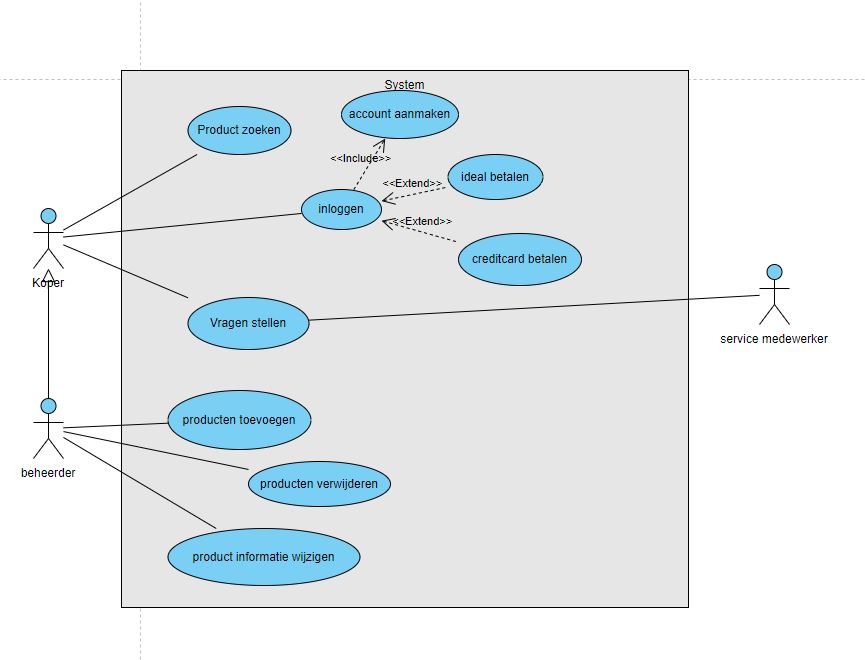 System
account aanmaken
Product zoeken
<<Include>>
ideal betalen
<<Extend>>
inloggen
<<Extend>>
creditcard betalen
Koper
Vragen stellen
service medewerker
producten toevoegen
beheerder
producten verwijderen
product informatie wijzigen